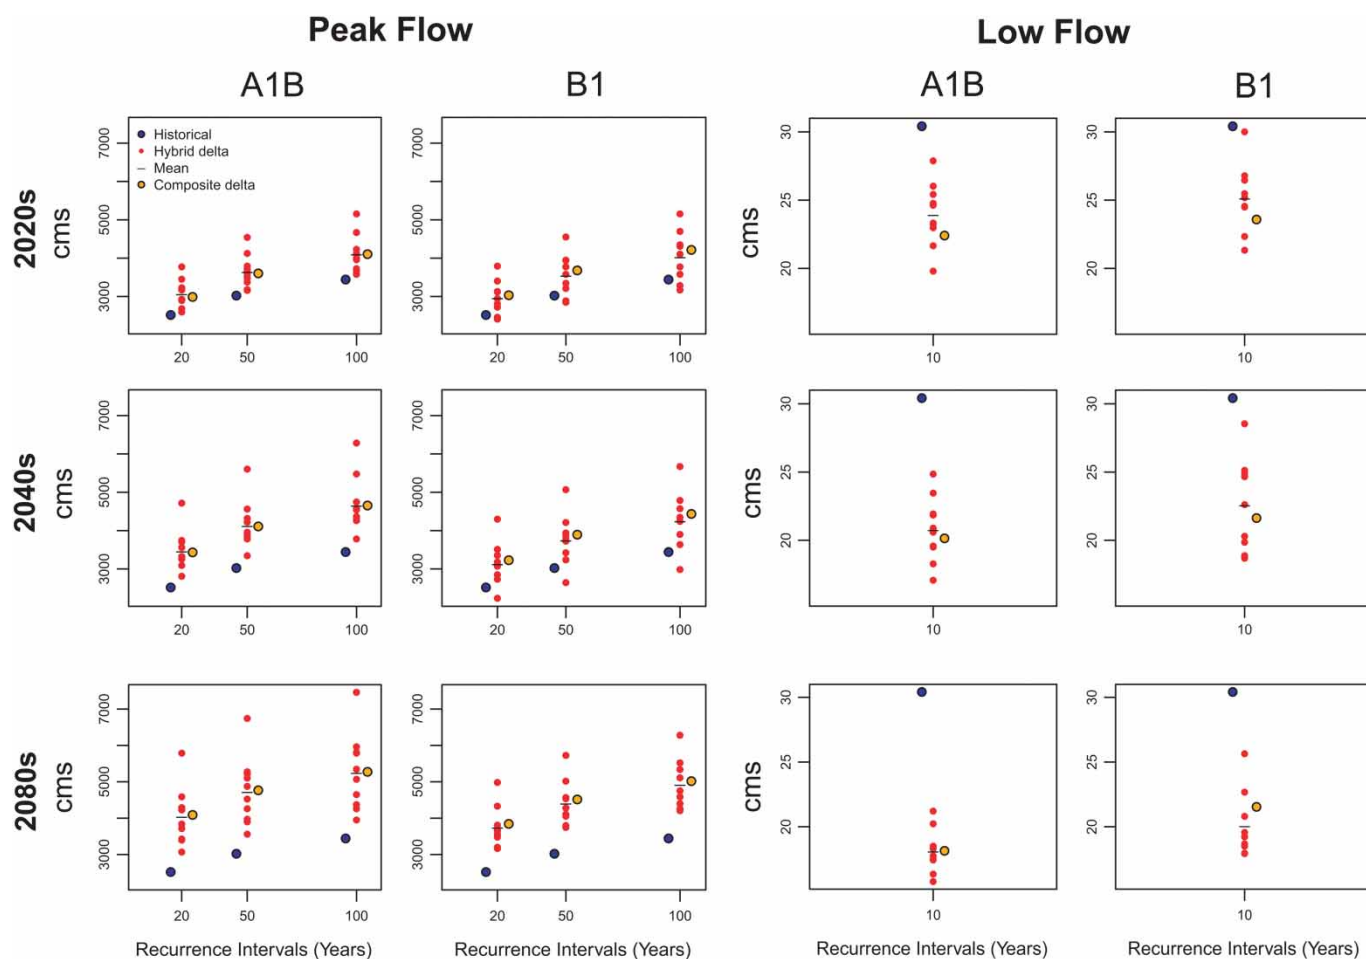 Peak Flow
Low Flow
A1B
B1
A1B
B1
2020s
cms
7000
5000
3000
Historical
Hybrid delta
Mean
Composite delta
20
50
100
7000
5000
3000
20
50
100
cms
30
25
20
10
30
25
20
10
2040s
cms
7000
5000
3000
20
50
100
7000
5000
3000
20
50
100
cms
30
25
20
10
30
25
20
10
2080s
cms
7000
5000
3000
20
50
100
7000
5000
3000
20
50
100
cms
30
20
10
30
20
10
Recurrence Intervals (Years)
Recurrence Intervals (Years)
Recurrence Intervals (Years)
Recurrence Intervals (Years)